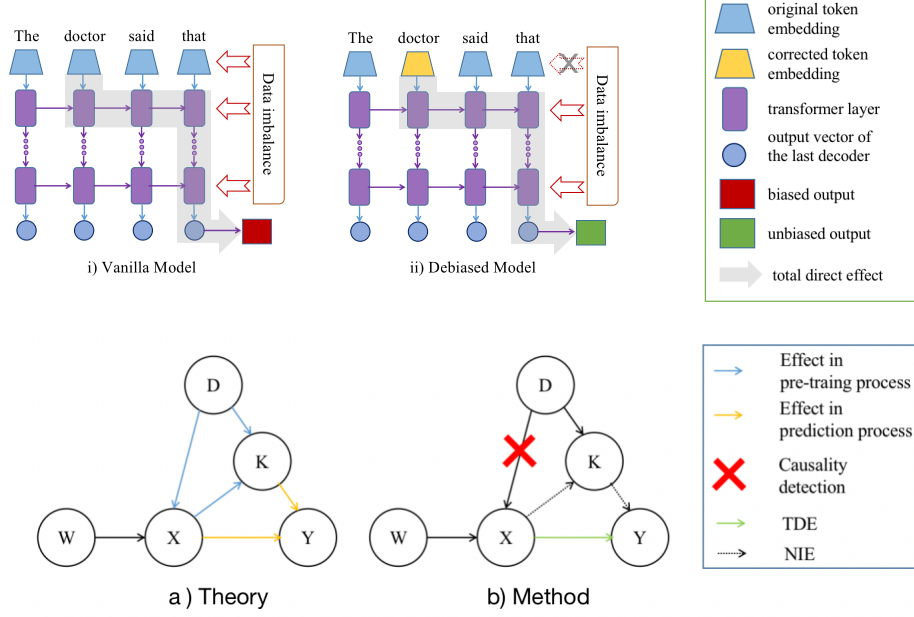 The doctor said that
Data imbalance
i) Vanilla Model
The doctor said that
Data imbalance
ii) Debiased Model
original token
embedding
corrected token
embedding
transformer layer
output vector of
the last decoder
biased output
unbiased output
total direct effect
D
K
W
X
Y
a ) Theory
D
K
W
X
Y
b) Method
Effect in
pre-traing process
Effect in
prediction process
Causality
detection
TDE
NIE